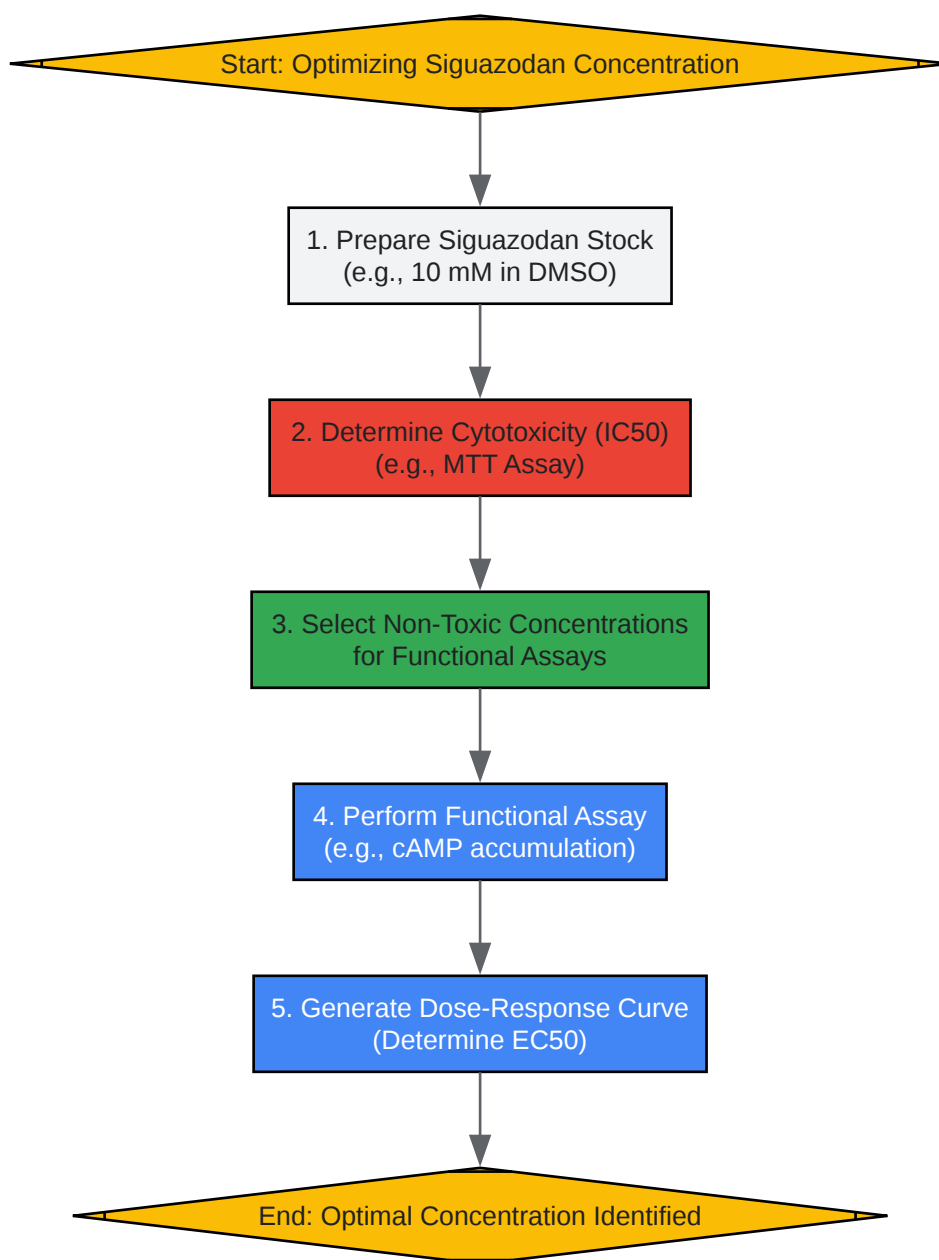 Start: Optimizing Siguazodan Concentration
1. Prepare Siguazodan Stock
(e.g., 10 mM in DMSO)
2. Determine Cytotoxicity (IC50)
(e.g., MTT Assay)
3. Select Non-Toxic Concentrations
for Functional Assays
4. Perform Functional Assay
(e.g., cAMP accumulation)
5. Generate Dose-Response Curve
(Determine EC50)
End: Optimal Concentration Identified